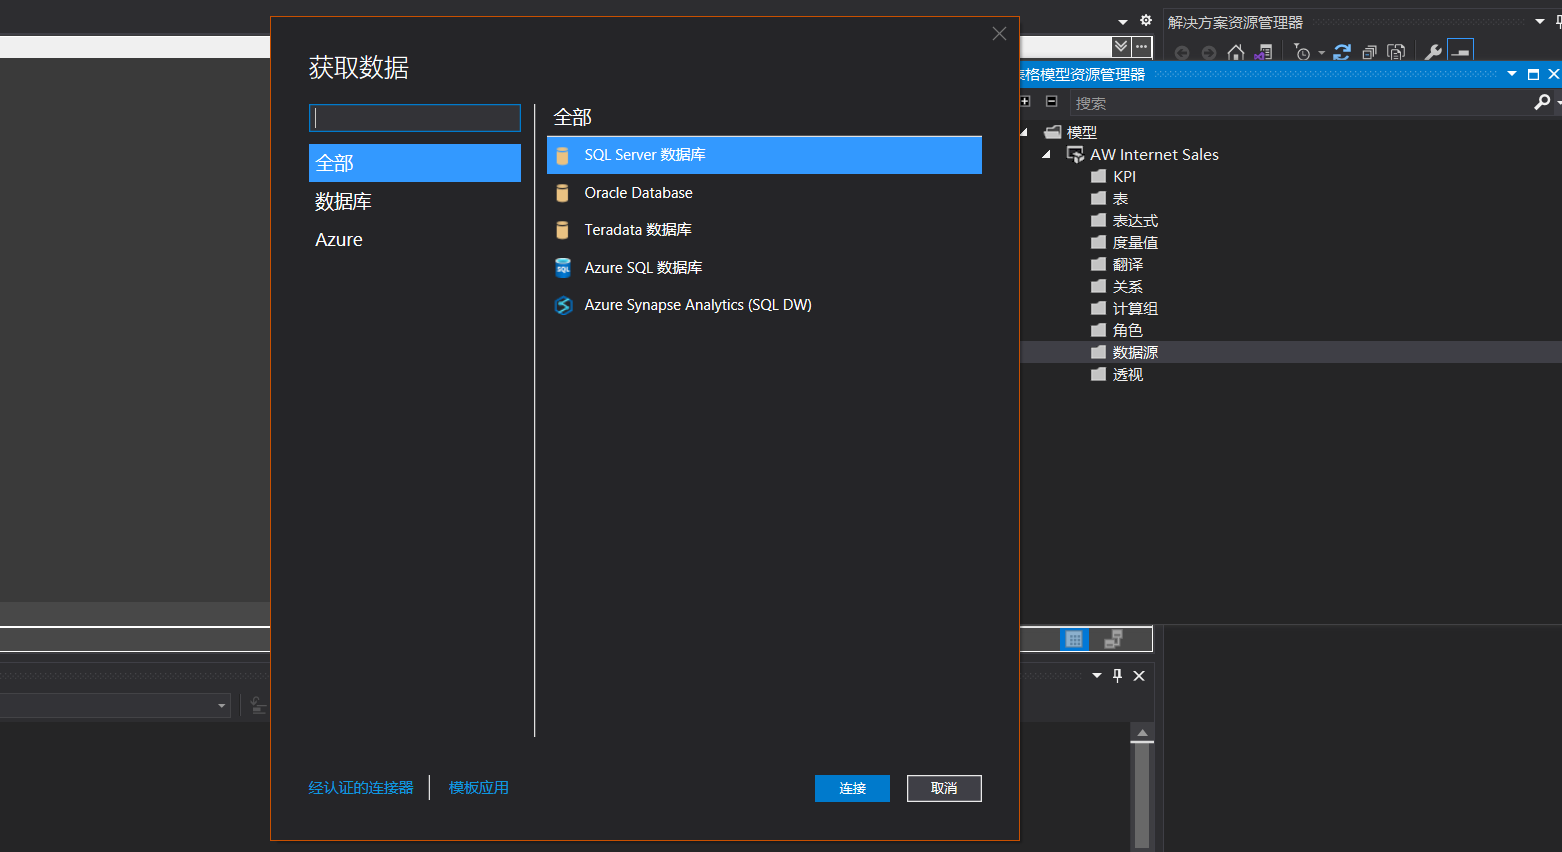 获取数据
全部
数据库
Azure
全部
SQL Server 数据库
Oracle Database
Teradata 数据库
Azure SQL 数据库
Azure Synapse Analytics (SQL DW)
经认证的连接器
模板应用
连接
取消
解决方案资源管理器
格模型资源管理器
搜索
模型
AW Internet Sales
KPI
表
表达式
度量值
翻译
关系
计算组
角色
数据源
透视